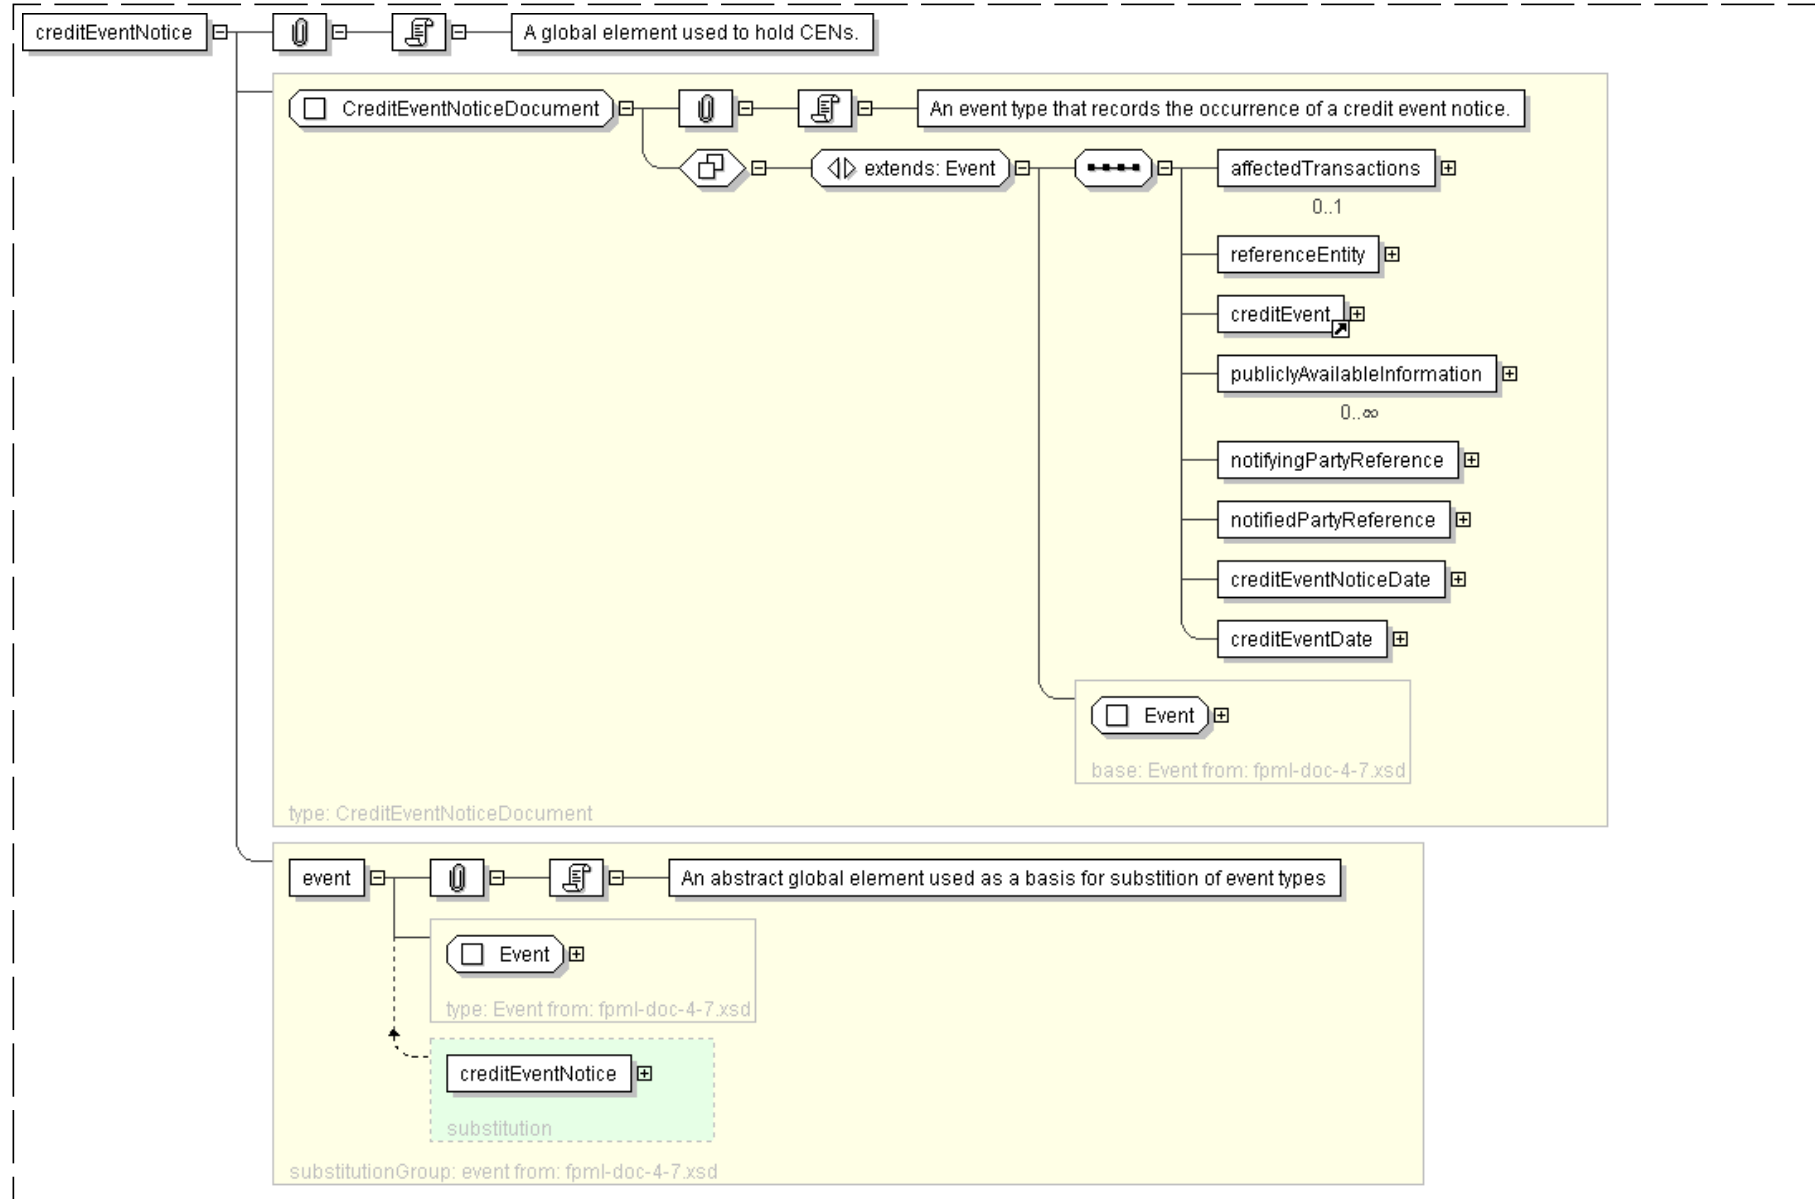 creditEventNotice
A global element used to hold CENs.
CreditEventNoticeDocument
An event type that records the occurrence of a credit event notice.
extends: Event
affectedTransactions
0..1
referenceEntity
creditEvent
publiclyAvailableInformation
0..∞
notifyingPartyReference
notifiedPartyReference
creditEventNoticeDate
creditEventDate
Event
base: Event from: fpml-doc-4-7.xsd
type: CreditEventNoticeDocument
event
An abstract global element used as a basis for substition of event types
Event
type: Event from: fpml-doc-4-7.xsd
creditEventNotice
substitution
substitutionGroup: event from: fpml-doc-4-7.xsd